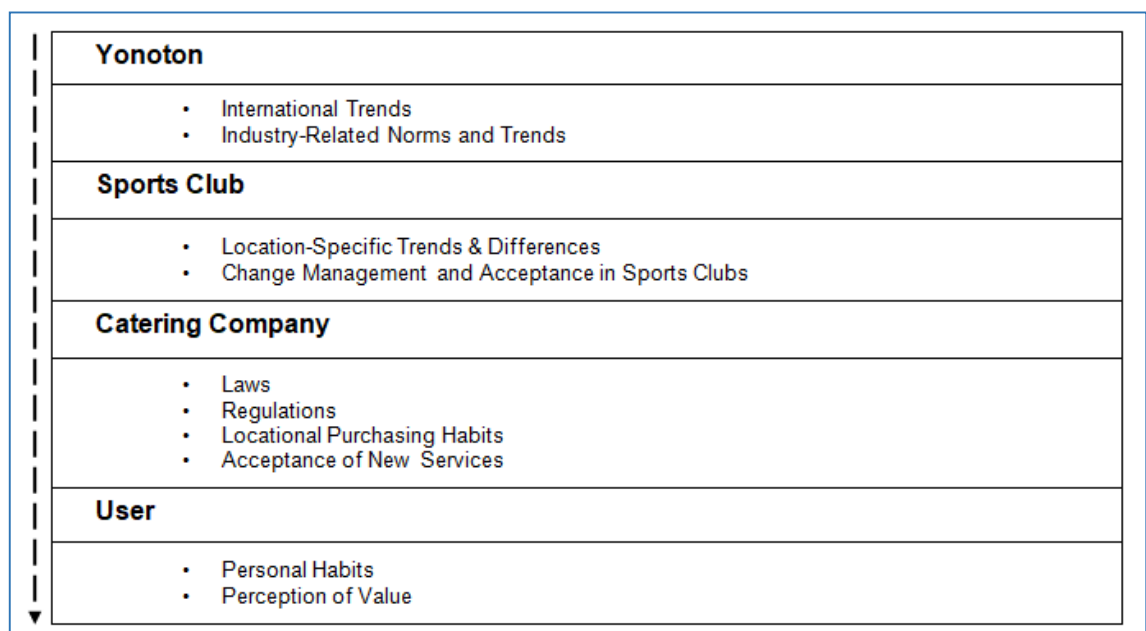 Yonoton
• International Trends
• Industry-Related Norms and Trends
Sports Club
• Location-Specific Trends & Differences
• Change Management and Acceptance in Sports Clubs
Catering Company
• Laws
• Regulations
• Locational Purchasing Habits
• Acceptance of New Services
User
• Personal Habits
• Perception of Value